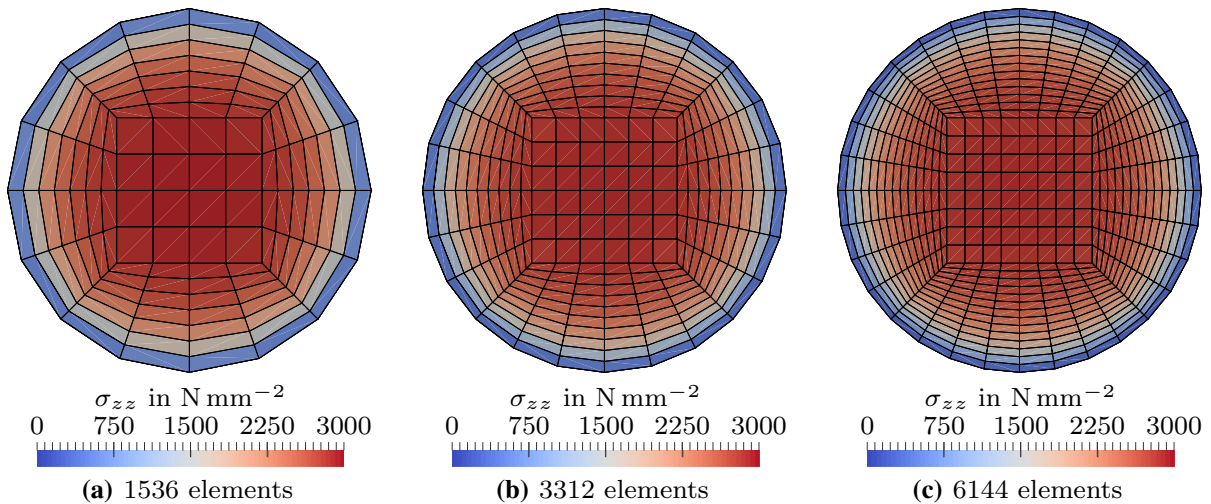 σzz in N mm⁻²
0 750 1500 2250 3000
(a) 1536 elements
σzz in N mm⁻²
0 750 1500 2250 3000
(b) 3312 elements
σzz in N mm⁻²
0 750 1500 2250 3000
(c) 6144 elements